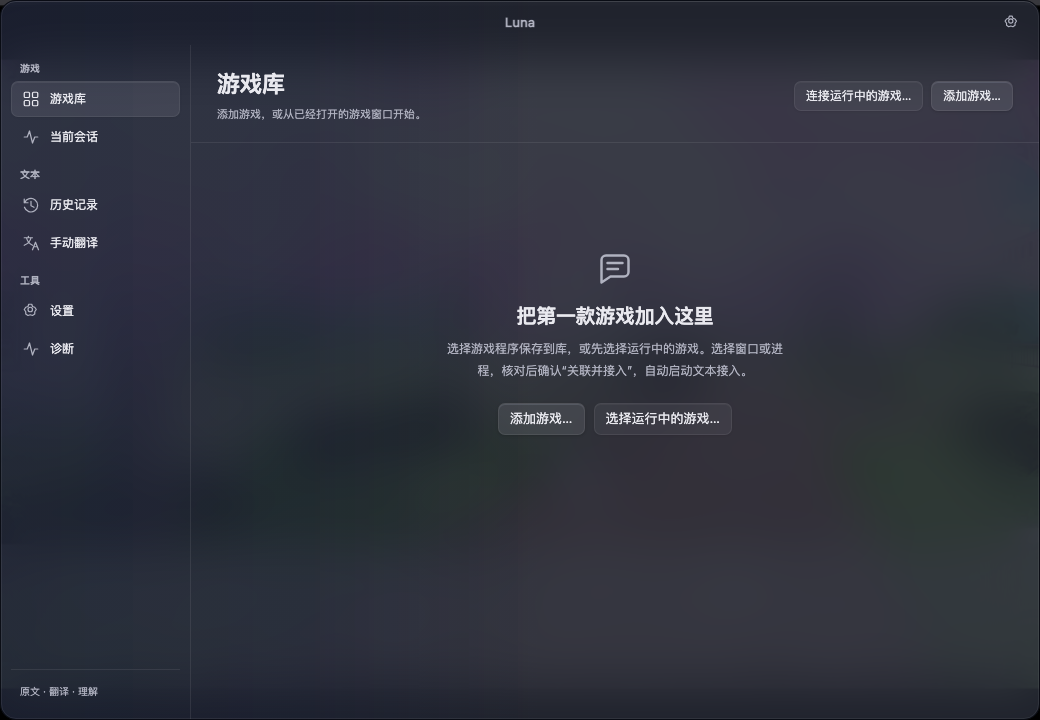 Luna
游戏
游戏库
当前会话
文本
历史记录
手动翻译
工具
设置
诊断
原文 · 翻译 · 理解
游戏库
添加游戏，或从已经打开的游戏窗口开始。
连接运行中的游戏...
添加游戏...
把第一款游戏加入这里
选择游戏程序保存到库，或先选择运行中的游戏。选择窗口或进
程，核对后确认“关联并接入”，自动启动文本接入。
添加游戏...
选择运行中的游戏...